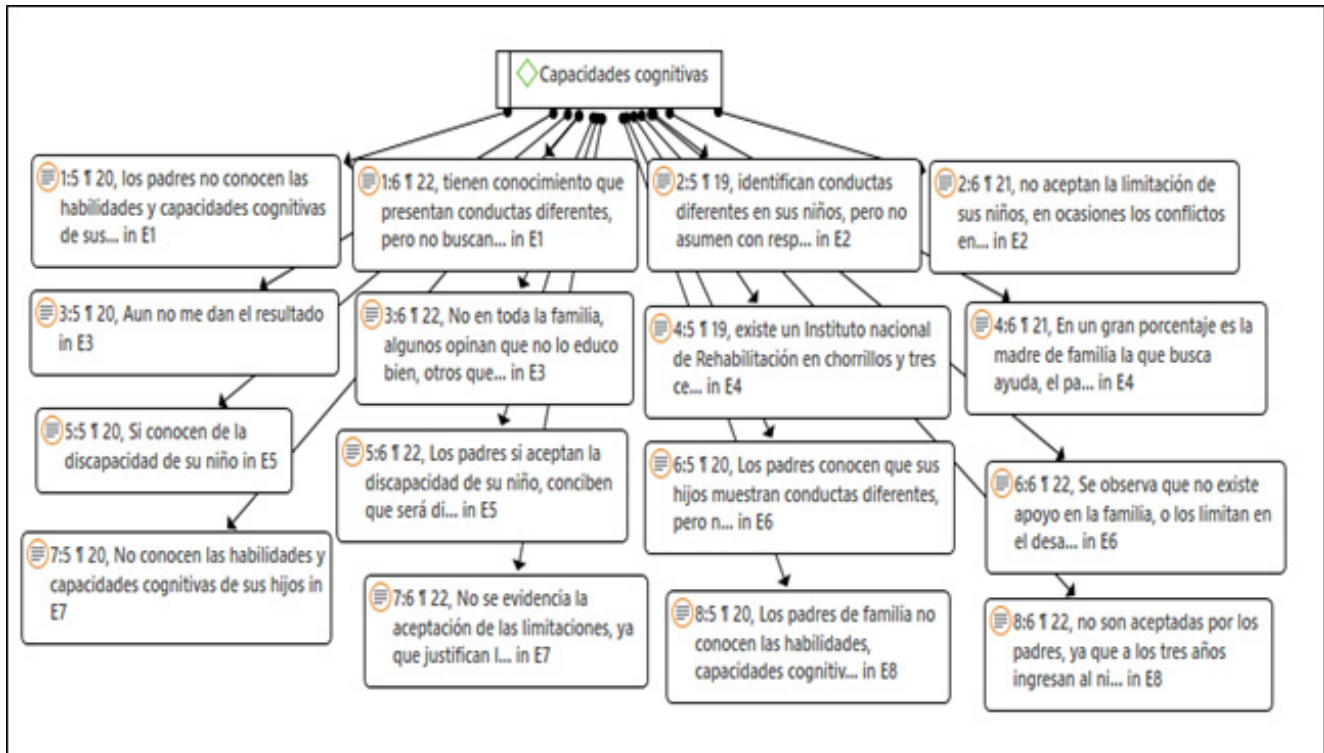 Capacidades cognitivas
1:5 ¶ 20, los padres no conocen las
habilidades y capacidades cognitivas
de sus... in E1
1:6 ¶ 22, tienen conocimiento que
presentan conductas diferentes,
pero no buscan... in E1
2:5 ¶ 19, identifican conductas
diferentes en sus niños, pero no
asumen con resp... in E2
2:6 ¶ 21, no aceptan la limitación de
sus niños, en ocasiones los conflictos
en... in E2
3:5 ¶ 20, Aun no me dan el resultado
in E3
3:6 ¶ 22, No en toda la familia,
algunos opinan que no lo educo
bien, otros que... in E3
4:5 ¶ 19, existe un Instituto nacional
de Rehabilitación en chorrillos y tres
ce... in E4
4:6 ¶ 21, En un gran porcentaje es la
madre de familia la que busca
ayuda, el pa... in E4
5:5 ¶ 20, Si conocen de la
discapacidad de su niño in E5
5:6 ¶ 22, Los padres si aceptan la
discapacidad de su niño, conciben
que será di... in E5
6:5 ¶ 20, Los padres conocen que sus
hijos muestran conductas diferentes,
pero n... in E6
6:6 ¶ 22, Se observa que no existe
apoyo en la familia, o los limitan en
el desa... in E6
7:5 ¶ 20, No conocen las habilidades y
capacidades cognitivas de sus hijos in
E7
7:6 ¶ 22, No se evidencia la
aceptación de las limitaciones, ya
que justifican l... in E7
8:5 ¶ 20, Los padres de familia no
conocen las habilidades,
capacidades cognitiv... in E8
8:6 ¶ 22, no son aceptadas por los
padres, ya que a los tres años
ingresan al ni... in E8